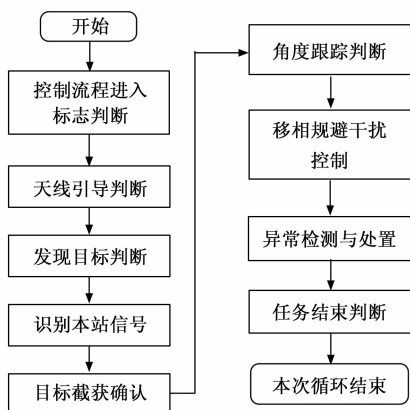 开始
控制流程进入
标志判断
天线引导判断
发现目标判断
识别本站信号
目标截获确认
角度跟踪判断
移相规避干扰
控制
异常检测与处置
任务结束判断
本次循环结束